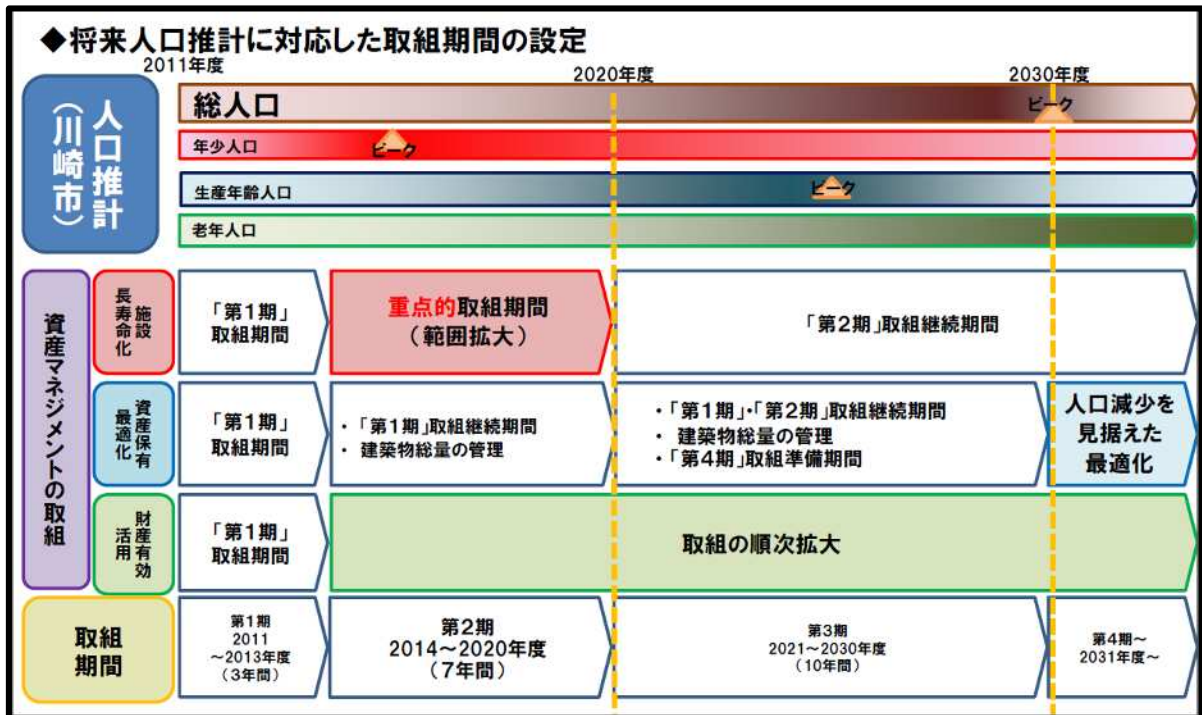 ◆将来人口推計に対応した取組期間の設定
2011年度
2020年度
2030年度
人口推計
（川崎市）
総人口
ピーク
年少人口
ピーク
生産年齢人口
ピーク
老年人口
資産マネジメントの取組
施設
長寿命化
「第1期」
取組期間
重点的取組期間
（範囲拡大）
「第2期」取組継続期間
資産保有
最適化
「第1期」
取組期間
・「第1期」取組継続期間
・ 建築物総量の管理
・「第1期」・「第2期」取組継続期間
・ 建築物総量の管理
・「第4期」取組準備期間
人口減少を
見据えた
最適化
財産有効
活用
「第1期」
取組期間
取組の順次拡大
取組
期間
第1期
2011
～2013年度
（3年間）
第2期
2014～2020年度
（7年間）
第3期
2021～2030年度
（10年間）
第4期～
2031年度～